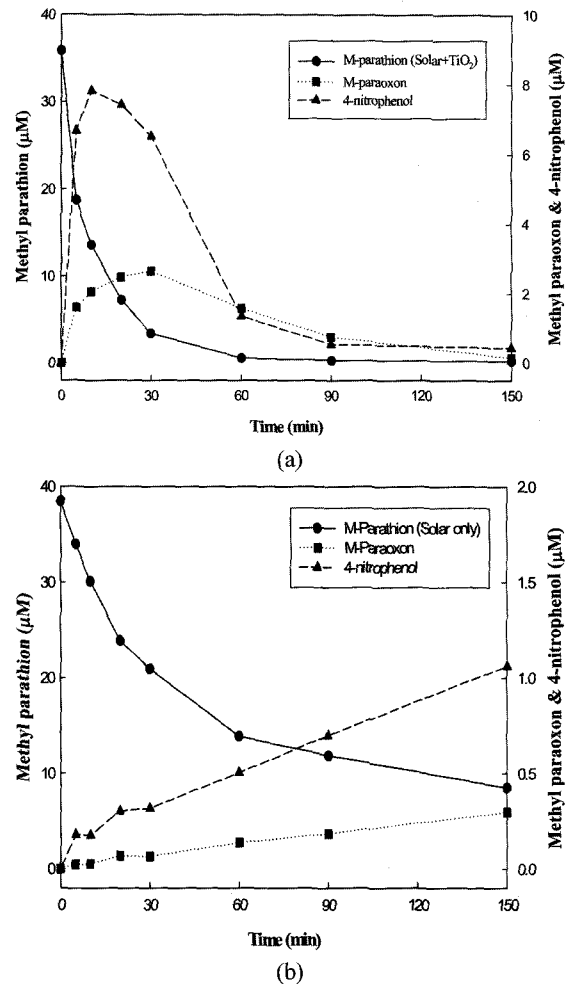 M-parathion (Solar+TiO₂)
M-paraoxon
4-nitrophenol
Methyl parathion (μM)
Methyl paraoxon & 4-nitrophenol (μM)
40
30
20
10
0
10
8
6
4
2
0
0 30 60 90 120 150
Time (min)
(a)
M-Parathion (Solar only)
M-Paraoxon
4-nitrophenol
Methyl parathion (μM)
Methyl paraoxon & 4-nitrophenol (μM)
40
30
20
10
0
2.0
1.5
1.0
0.5
0.0
0 30 60 90 120 150
Time (min)
(b)